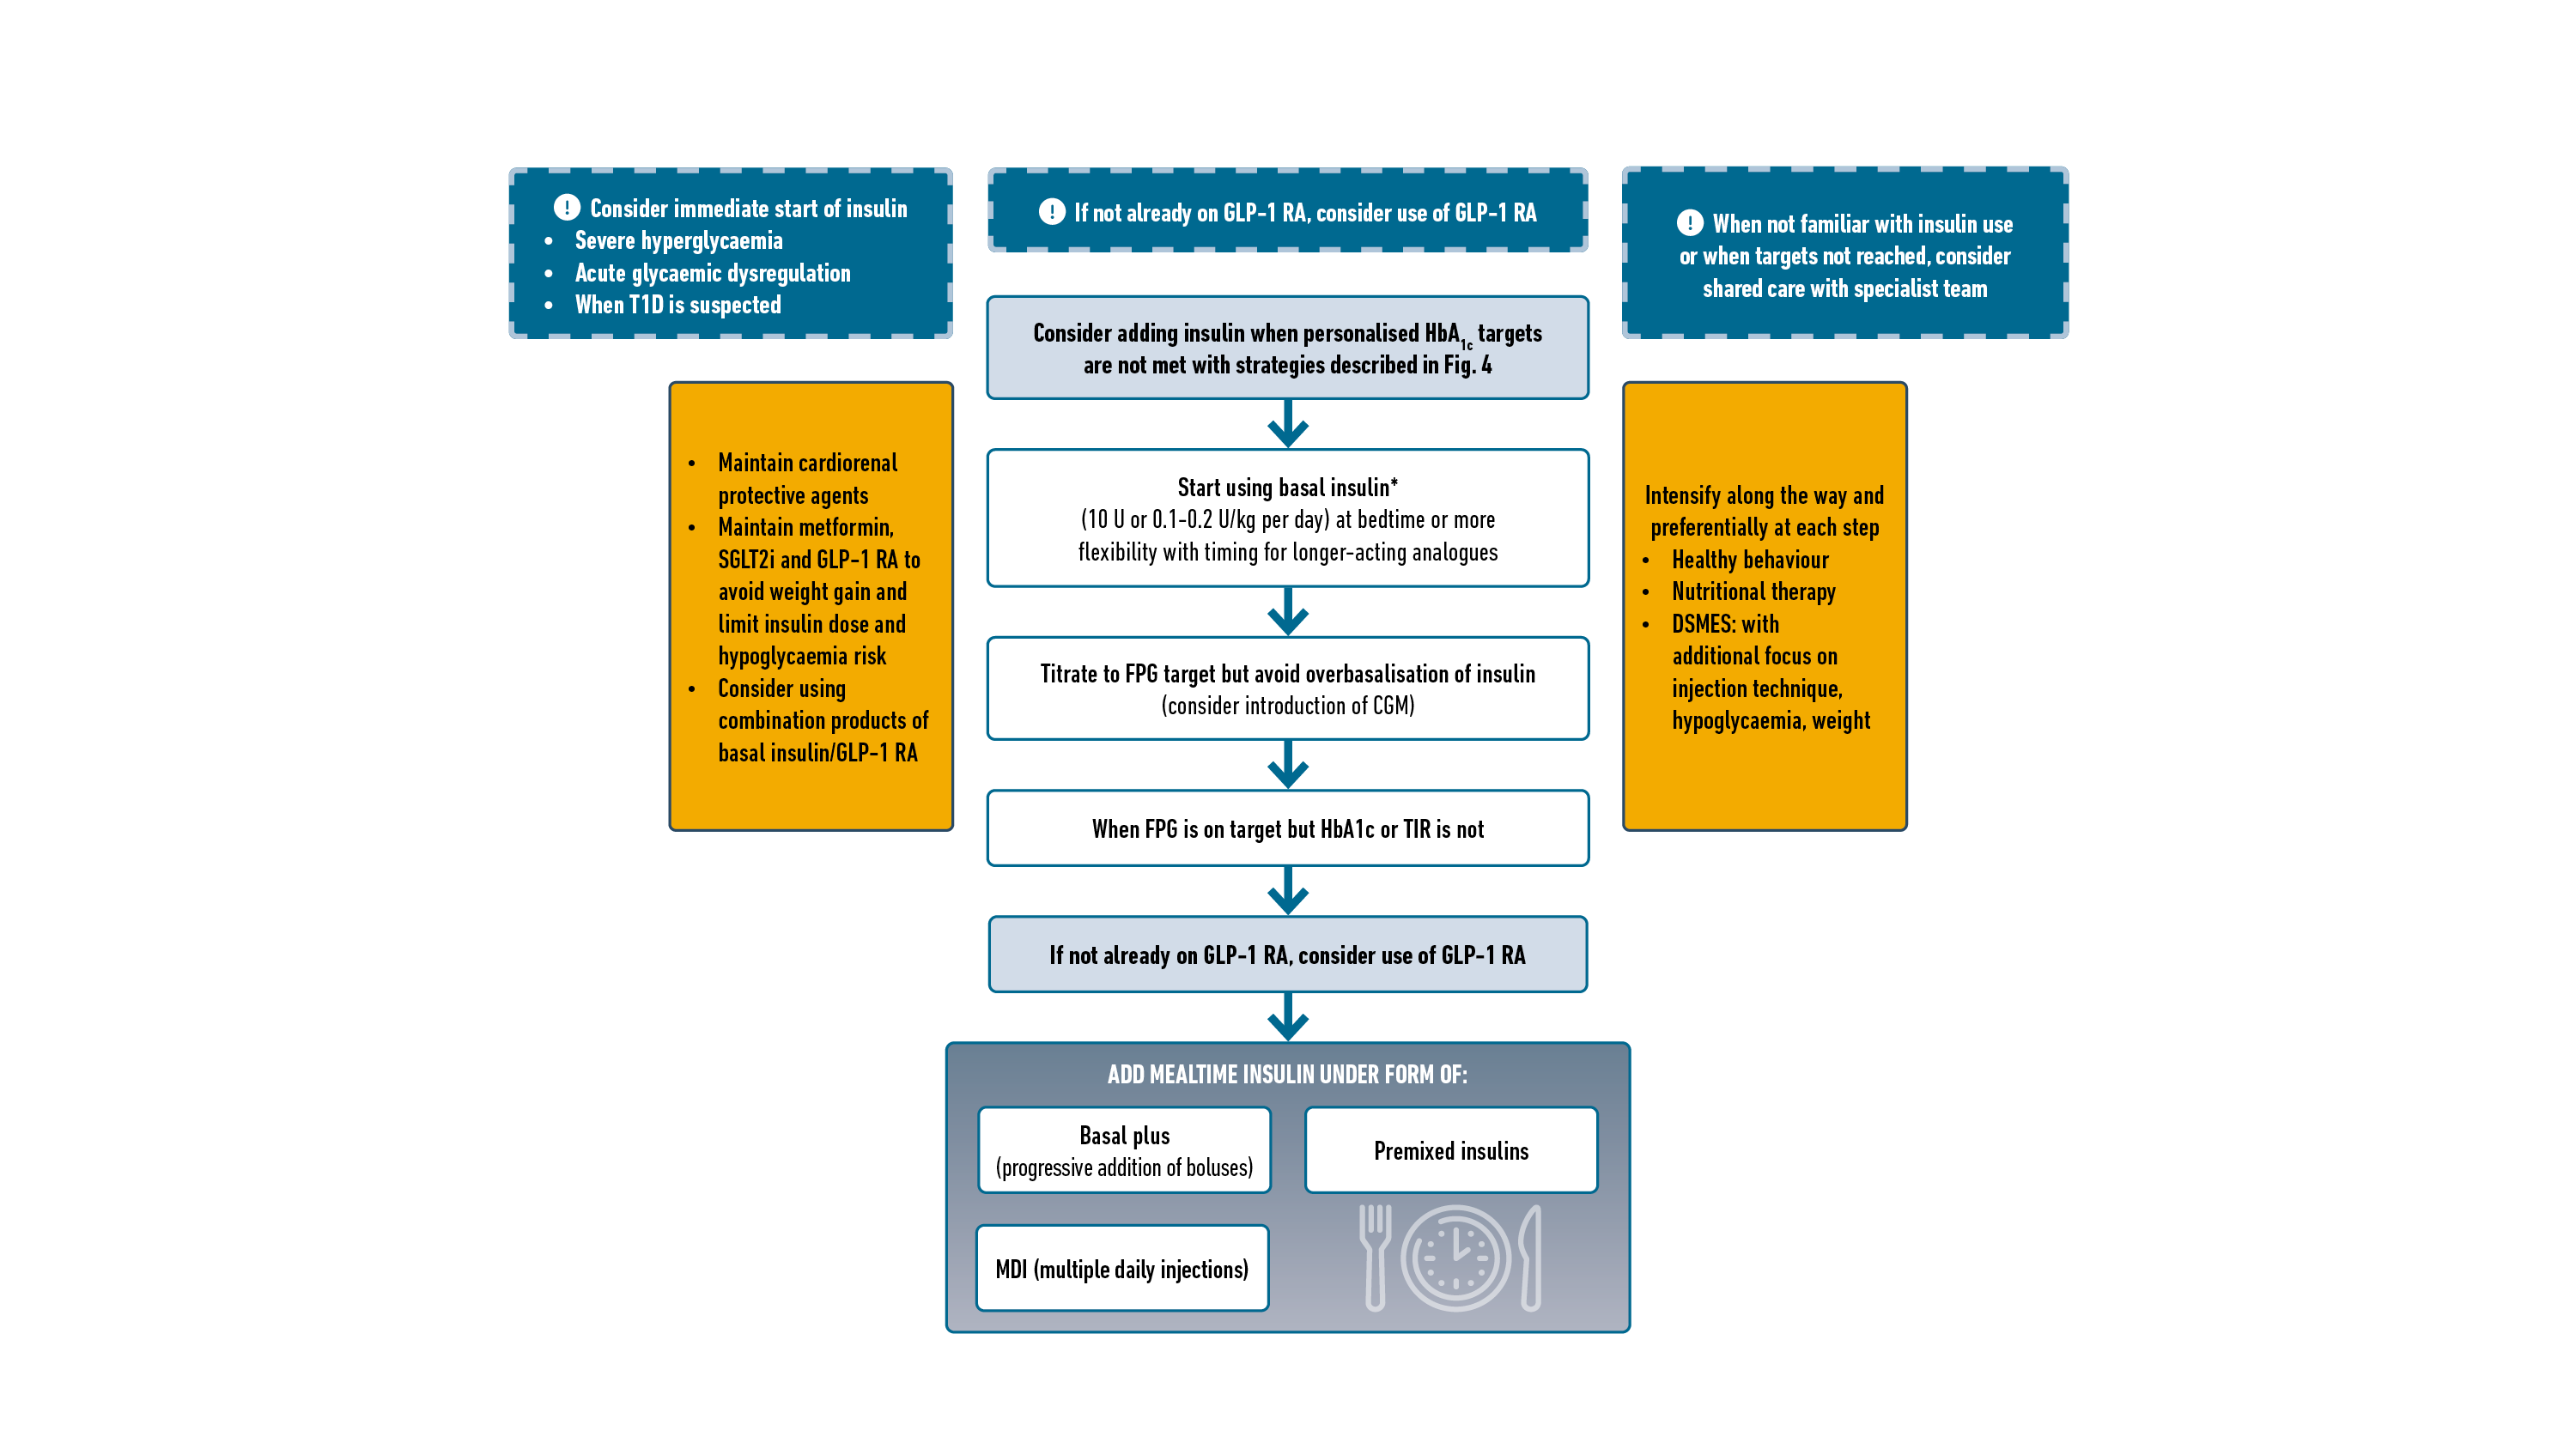 ! Consider immediate start of insulin
• Severe hyperglycaemia
• Acute glycaemic dysregulation
• When T1D is suspected
! If not already on GLP-1 RA, consider use of GLP-1 RA
! When not familiar with insulin use
or when targets not reached, consider
shared care with specialist team
Consider adding insulin when personalised HbA1c targets
are not met with strategies described in Fig. 4
• Maintain cardiorenal
protective agents
• Maintain metformin,
SGLT2i and GLP-1 RA to
avoid weight gain and
limit insulin dose and
hypoglycaemia risk
• Consider using
combination products of
basal insulin/GLP-1 RA
Start using basal insulin*
(10 U or 0.1-0.2 U/kg per day) at bedtime or more
flexibility with timing for longer-acting analogues
Titrate to FPG target but avoid overbasalisation of insulin
(consider introduction of CGM)
When FPG is on target but HbA1c or TIR is not
Intensify along the way and
preferentially at each step
• Healthy behaviour
• Nutritional therapy
• DSMES: with
additional focus on
injection technique,
hypoglycaemia, weight
If not already on GLP-1 RA, consider use of GLP-1 RA
ADD MEALTIME INSULIN UNDER FORM OF:
Basal plus
(progressive addition of boluses)
Premixed insulins
MDI (multiple daily injections)